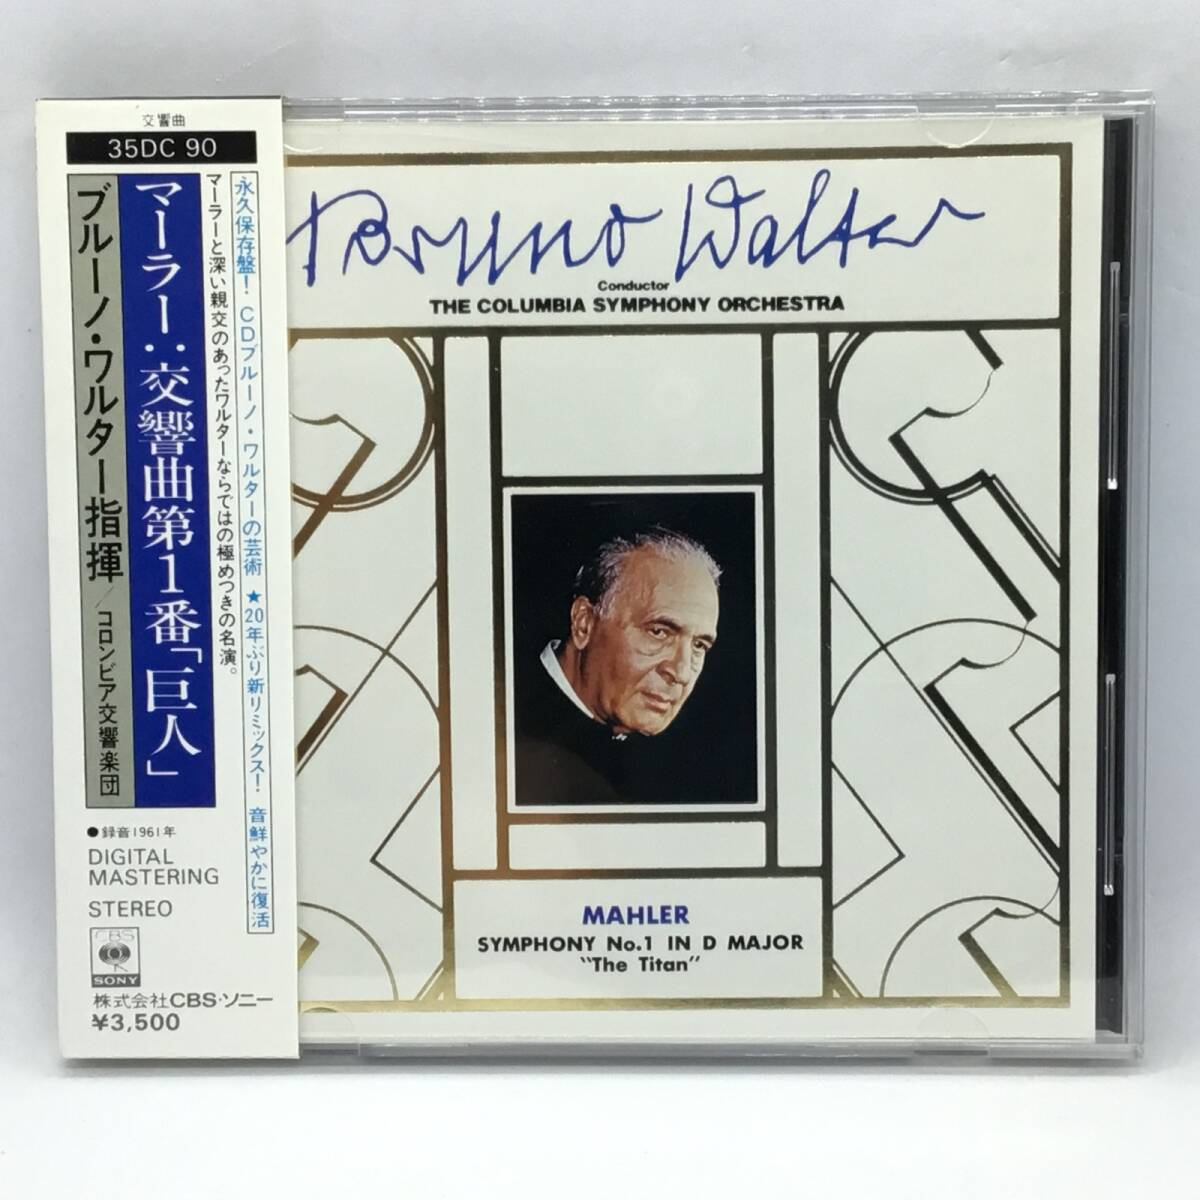 交響曲
35DC 90
永久保存盤! CDブルーノ・ワルターの芸術 ★20年ぶり新リミックス! 音鮮やかに復活
マーラーと深い親交のあったワルターならではの極めつきの名演。
マーラー:交響曲第1番「巨人」
ブルーノ・ワルター指揮/コロンビア交響楽団
●録音1961年
DIGITAL
MASTERING
STEREO
CBS
SONY
株式会社CBS・ソニー
¥3,500
Bruno Walter
Conductor
THE COLUMBIA SYMPHONY ORCHESTRA
MAHLER
SYMPHONY No.1 IN D MAJOR
"The Titan"